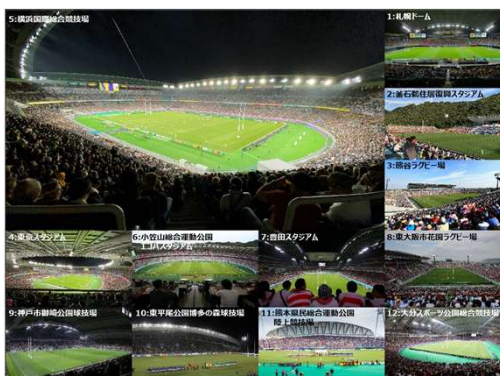 5:横浜国際総合競技場
1:札幌ドーム
2:釜石鵜住居復興スタジアム
3:熊谷ラグビー場
4:東京スタジアム
6:小笠山総合運動公園
エコパスタジアム
7:豊田スタジアム
8:東大阪市花園ラグビー場
9:神戸市御崎公園球技場
10:東平尾公園博多の森球技場
11:熊本県民総合運動公園
陸上競技場
12:大分スポーツ公園総合競技場